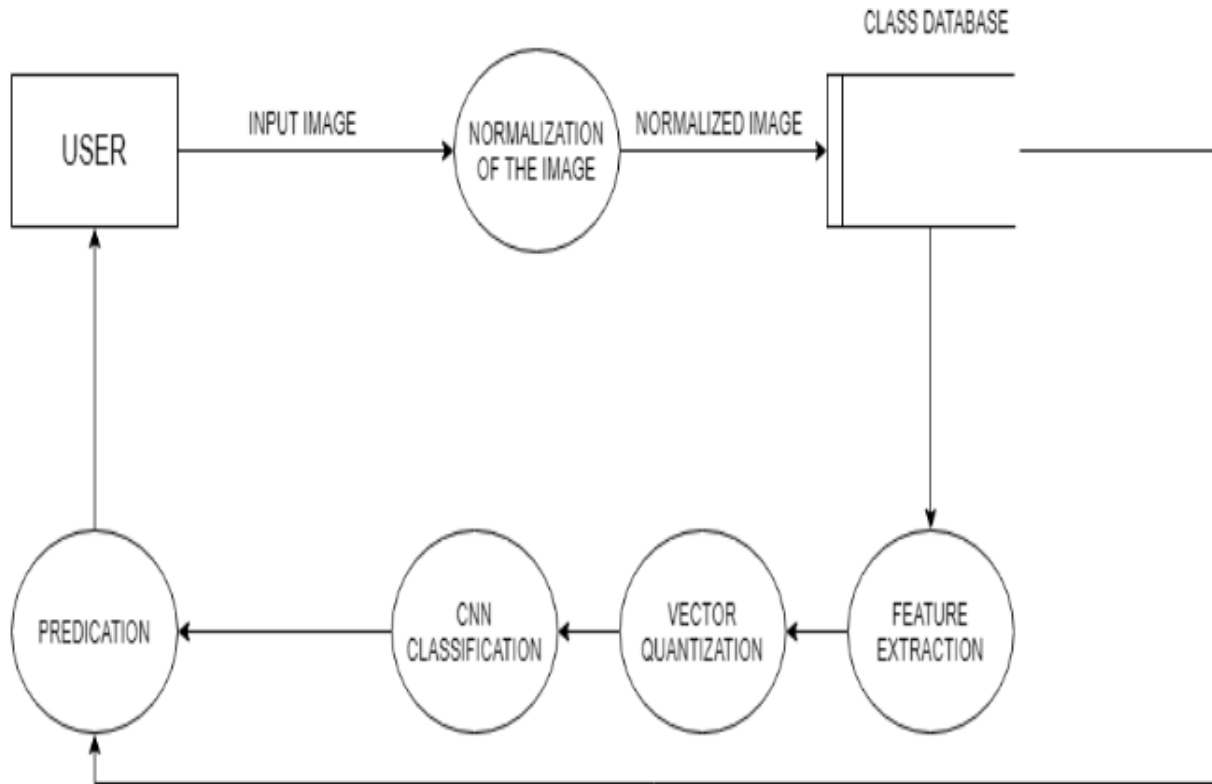 CLASS DATABASE
USER
INPUT IMAGE
NORMALIZATION
OF THE IMAGE
NORMALIZED IMAGE
PREDICATION
CNN
CLASSIFICATION
VECTOR
QUANTIZATION
FEATURE
EXTRACTION